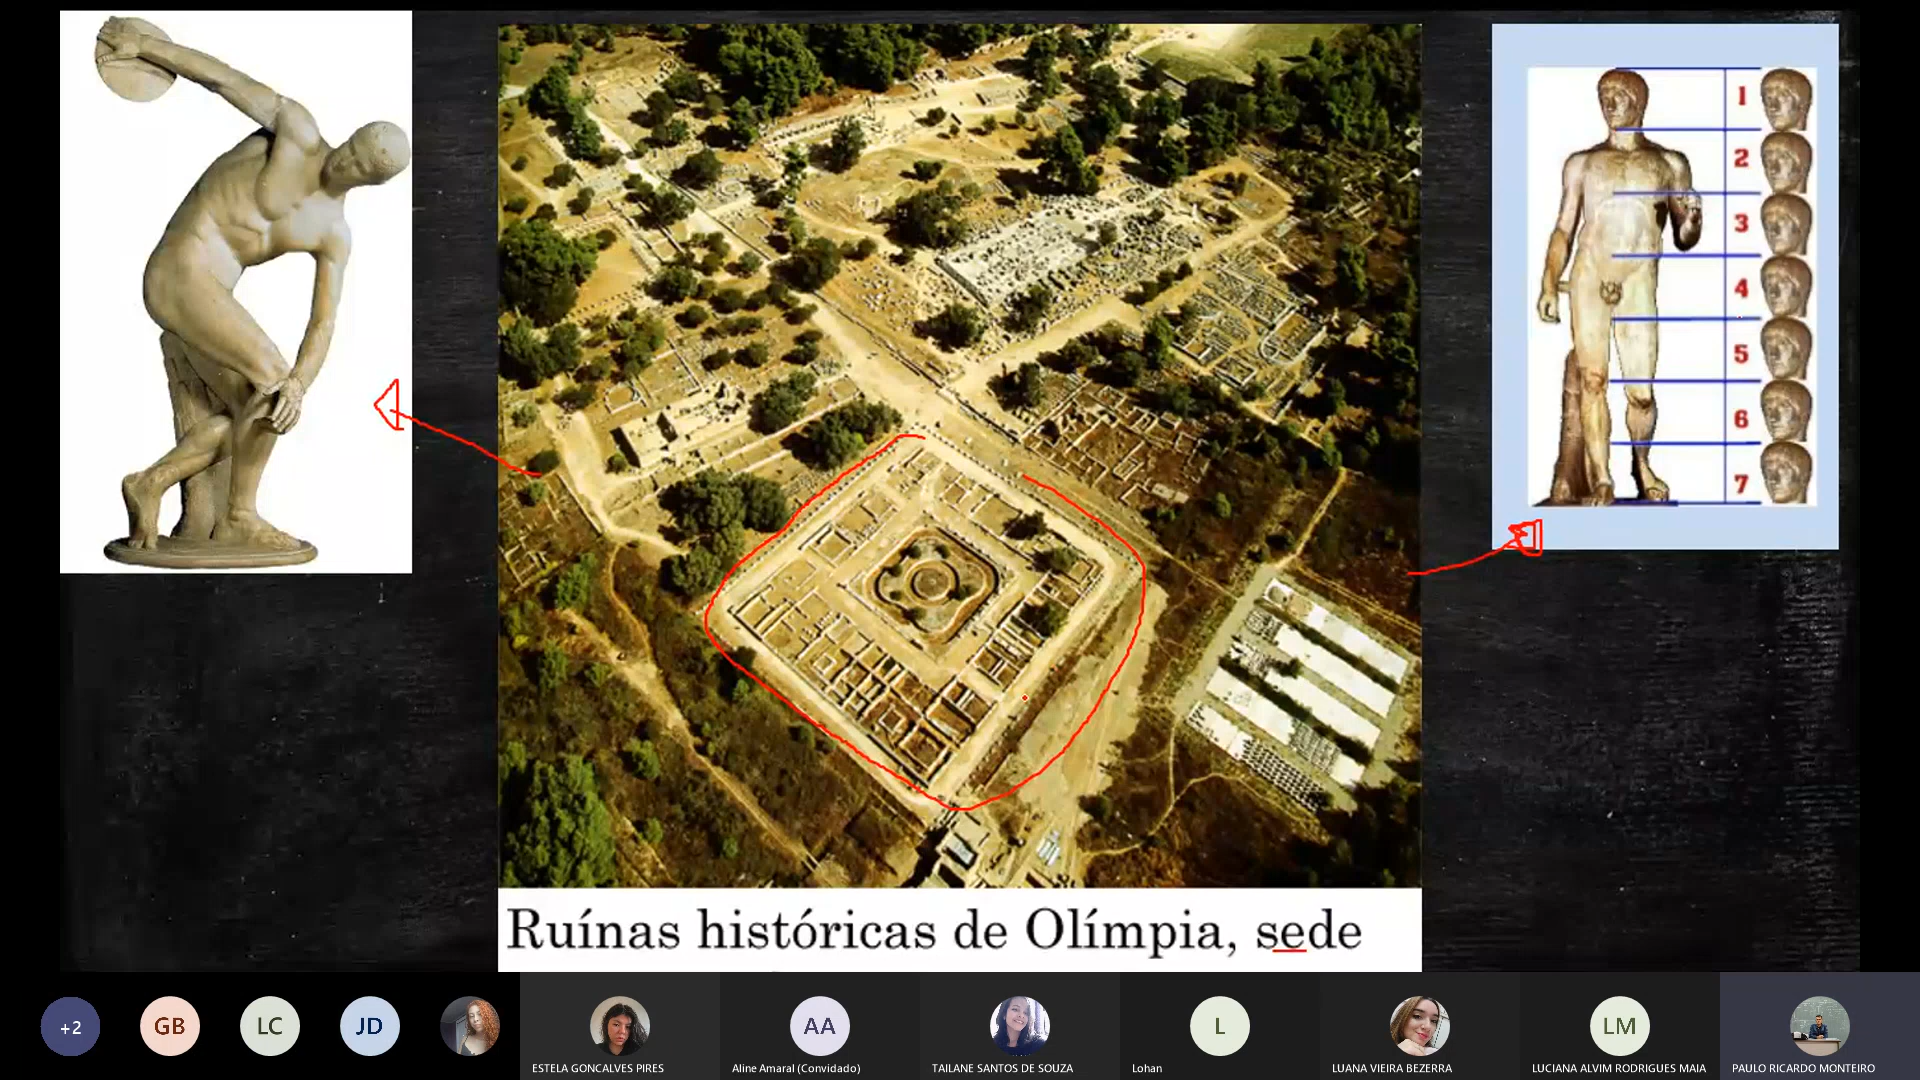 1
2
3
4
5
6
7
Ruínas históricas de Olímpia, sede
+2
GB
LC
JD
AA
L
LM
ESTELA GONCALVES PIRES
Aline Amaral (Convidado)
TAILANE SANTOS DE SOUZA
Lohan
LUANA VIEIRA BEZERRA
LUCIANA ALVIM RODRIGUES MAIA
PAULO RICARDO MONTEIRO